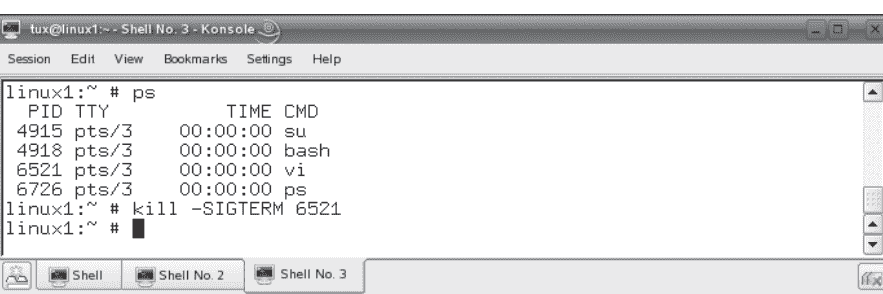 tux@linux1:~ - Shell No. 3 - Konsole
Session Edit View Bookmarks Settings Help
linux1:~ # ps
  PID TTY          TIME CMD
 4915 pts/3    00:00:00 su
 4918 pts/3    00:00:00 bash
 6521 pts/3    00:00:00 vi
 6726 pts/3    00:00:00 ps
linux1:~ # kill -SIGTERM 6521
linux1:~ #
Shell Shell No. 2 Shell No. 3